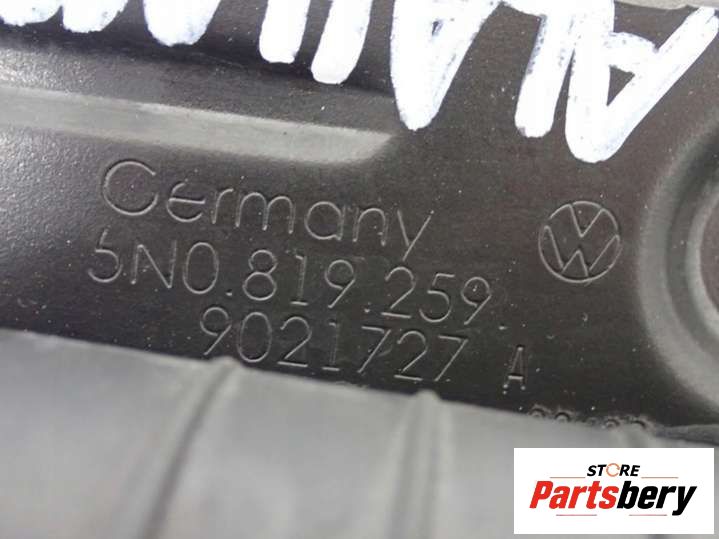 Germany
5N0.819.259.
9021727 A
STORE
Partsbery